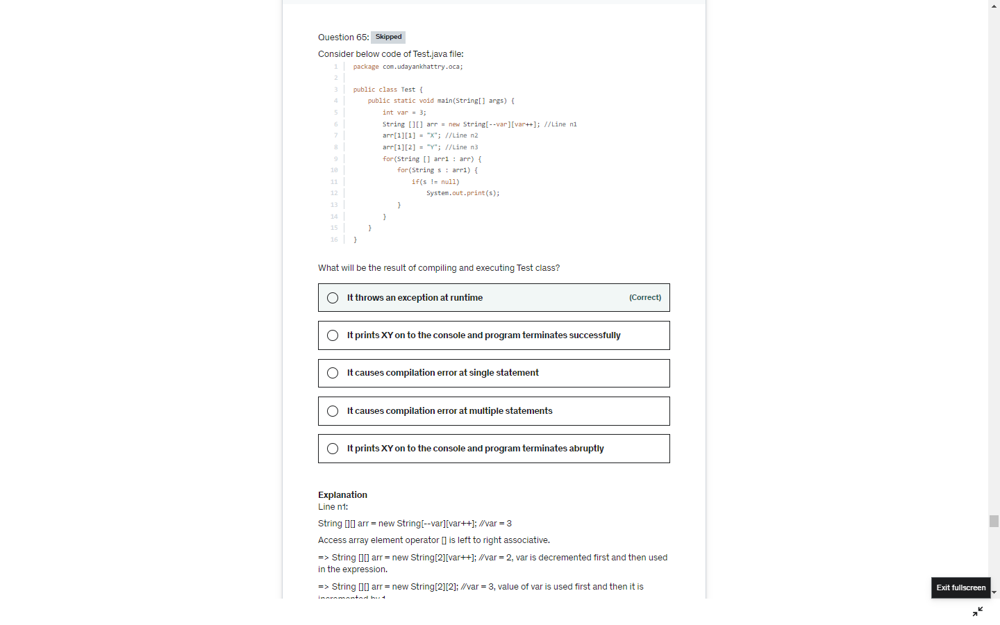 Question 65: Skipped
Consider below code of Test.java file:
1 package com.udayankhattry.oca;
2
3 public class Test {
4 public static void main(String[] args) {
5 int var = 3;
6 String [][] arr = new String[--var][var++]; //Line n1
7 arr[1][1] = "X"; //Line n2
8 arr[1][2] = "Y"; //Line n3
9 for(String [] arr1 : arr) {
10 for(String s : arr1) {
11 if(s != null)
12 System.out.print(s);
13 }
14 }
15 }
16 }
What will be the result of compiling and executing Test class?
It throws an exception at runtime (Correct)
It prints XY on to the console and program terminates successfully
It causes compilation error at single statement
It causes compilation error at multiple statements
It prints XY on to the console and program terminates abruptly
Explanation
Line n1:
String [][] arr = new String[--var][var++]; //var = 3
Access array element operator [] is left to right associative.
=> String [][] arr = new String[2][var++]; //var = 2, var is decremented first and then used
in the expression.
=> String [][] arr = new String[2][2]; //var = 3, value of var is used first and then it is
incremented by 1
Exit fullscreen